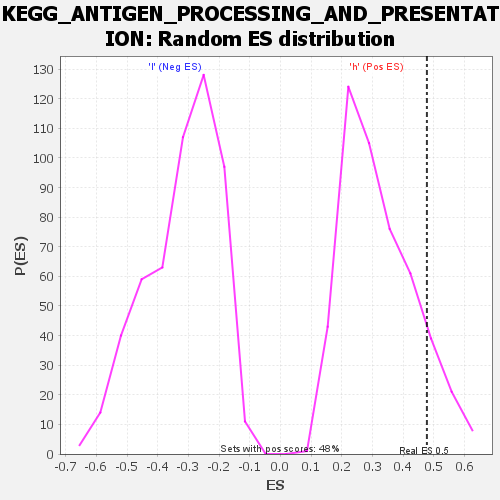 KEGG_ANTIGEN_PROCESSING_AND_PRESENTAT
ION: Random ES distribution
'l' (Neg ES)
'h' (Pos ES)
130
120
110
100
90
80
70
60
50
40
30
20
10
0
P(ES)
Sets with pos scores: 48%
Real ES 0.5
-0.7 -0.6 -0.5 -0.4 -0.3 -0.2 -0.1 0.0 0.1 0.2 0.3 0.4 0.5 0.6
ES